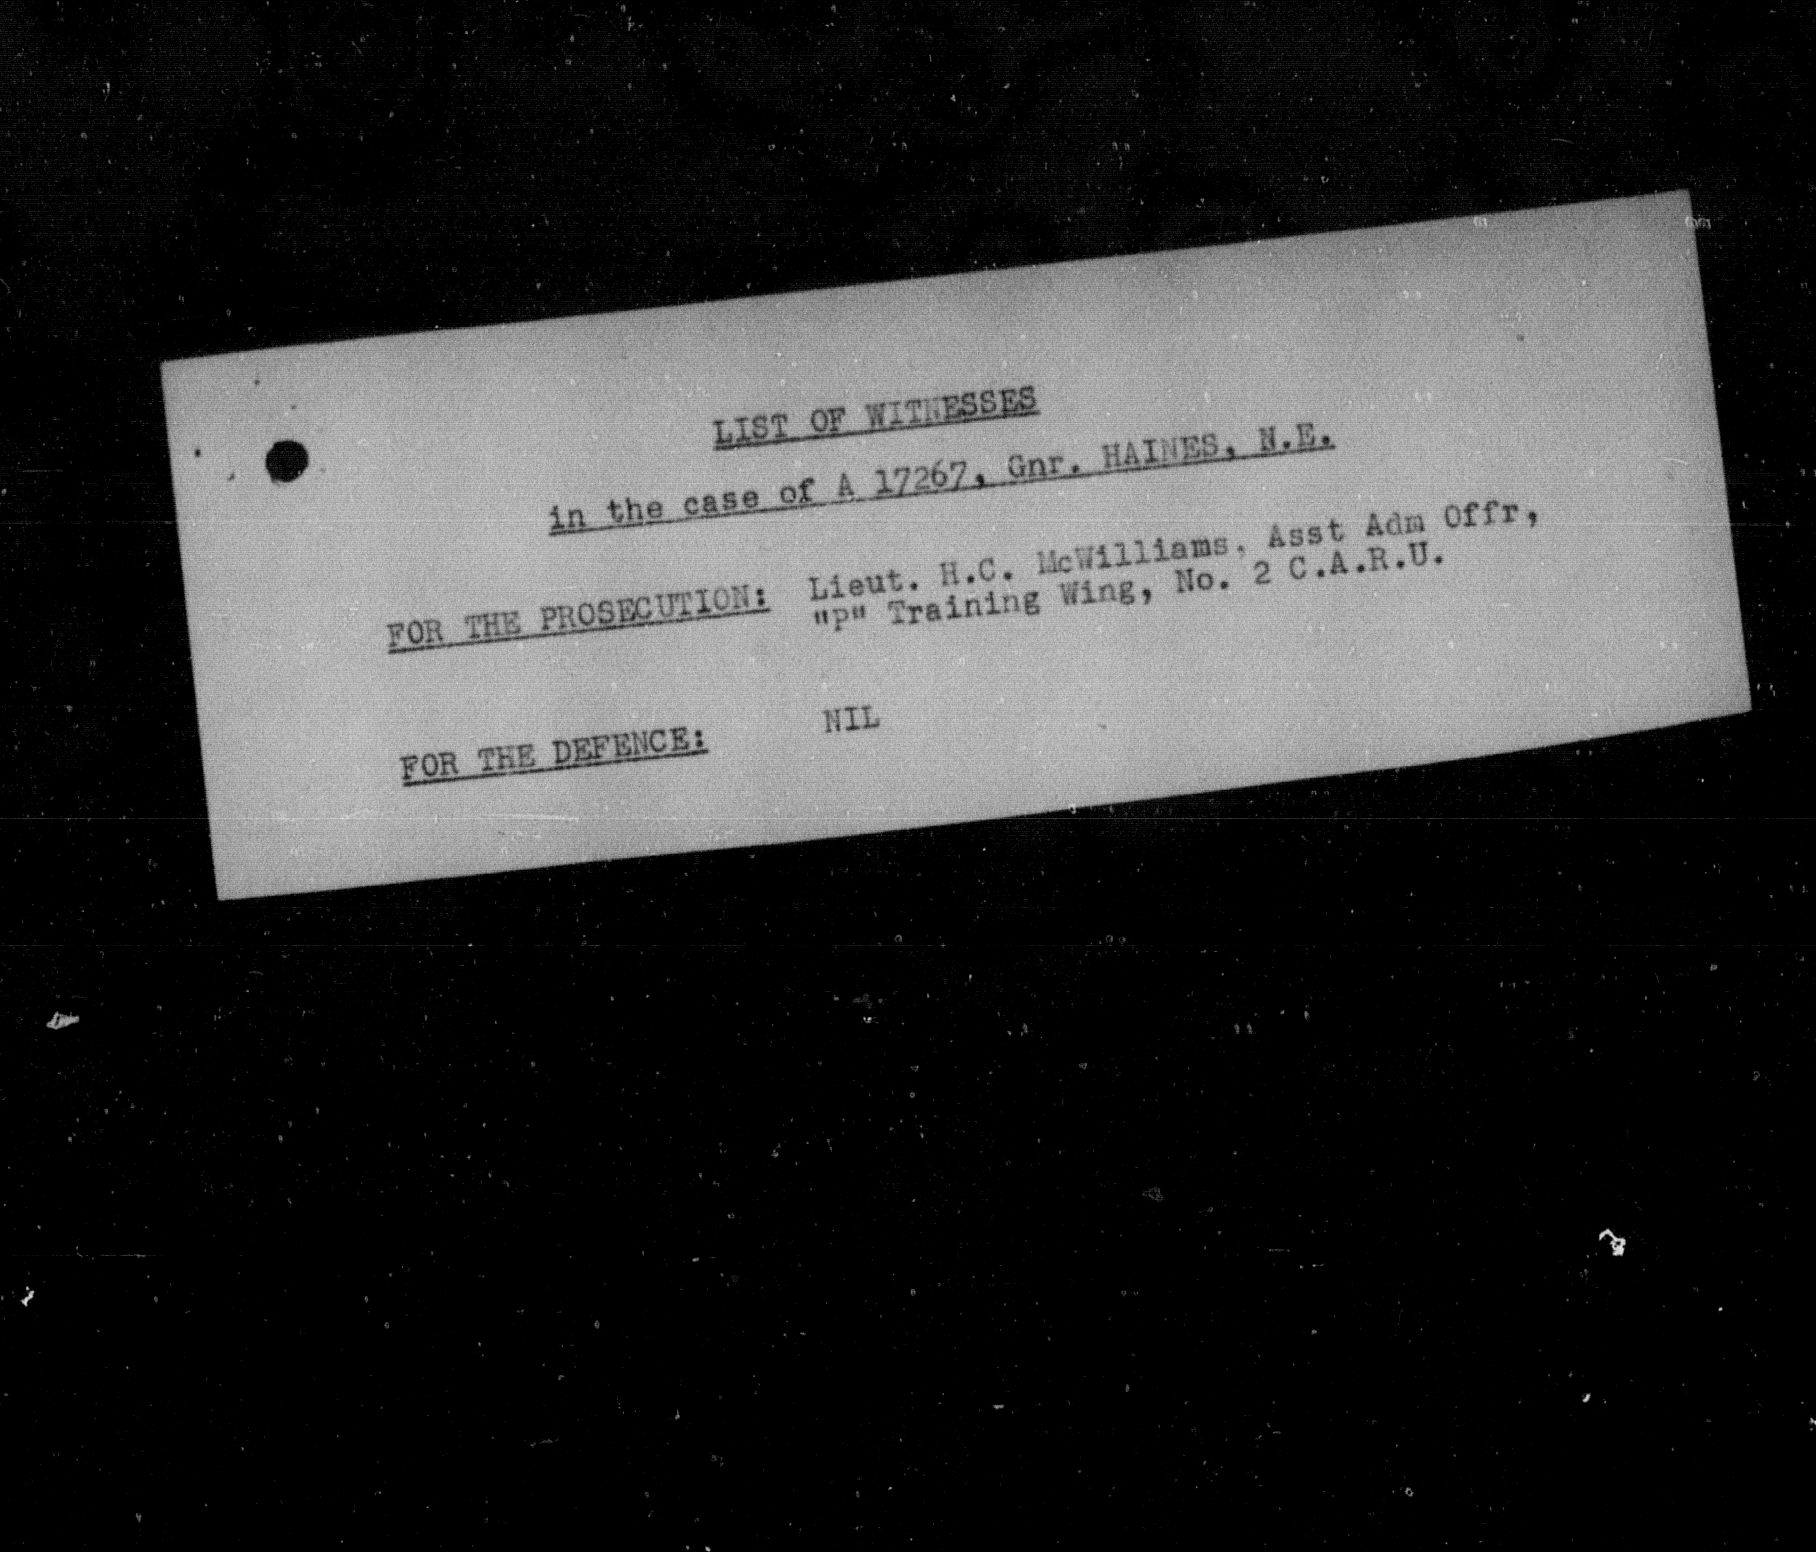 LIST OF WITNESSES
in the case of A 17267, Gnr. HAINES, N.E.
FOR THE PROSECUTION: Lieut. H.C. McWilliams, Asst Adm Offr,
"P" Training Wing, No. 2 C.A.R.U.
FOR THE DEFENCE: NIL